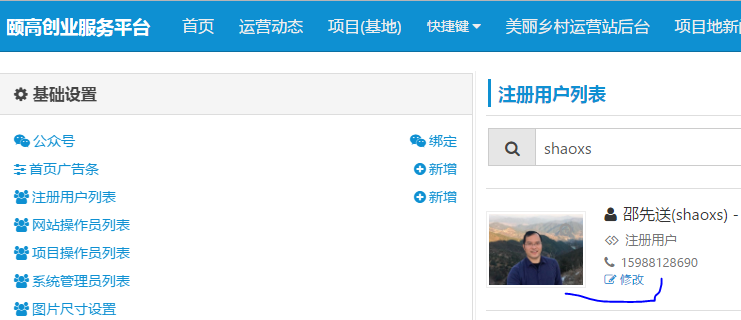 颐高创业服务平台 首页 运营动态 项目(基地) 快捷键 美丽乡村运营站后台
基础设置
公众号 绑定
首页广告条 新增
注册用户列表 新增
网站操作员列表
项目操作员列表
系统管理员列表
图片尺寸设置
注册用户列表
shaoxs
邵先送(shaoxs) -
注册用户
15988128690
修改